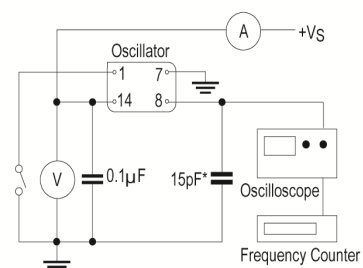 A
+VS
Oscillator
1 7
14 8
V
0.1μF
15pF*
Oscilloscope
Frequency Counter